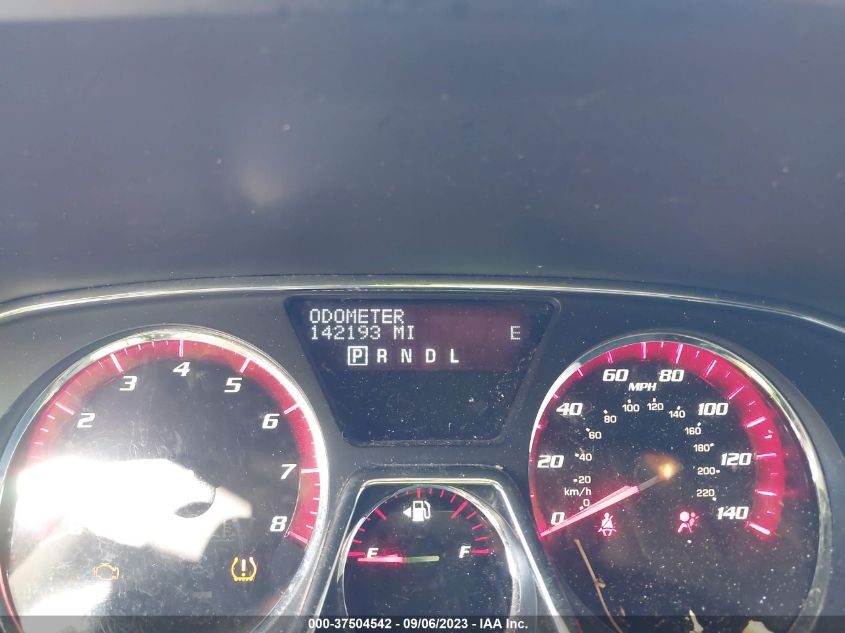 ODOMETER
142193 MI E
P R N D L
2 3 4 5 6 7 8
0 20 40 60 80 100 120 140
MPH
0 20 40 60 80 100 120 140 160 180 200 220
km/h
E F
000-37504542 - 09/06/2023 - IAA Inc.